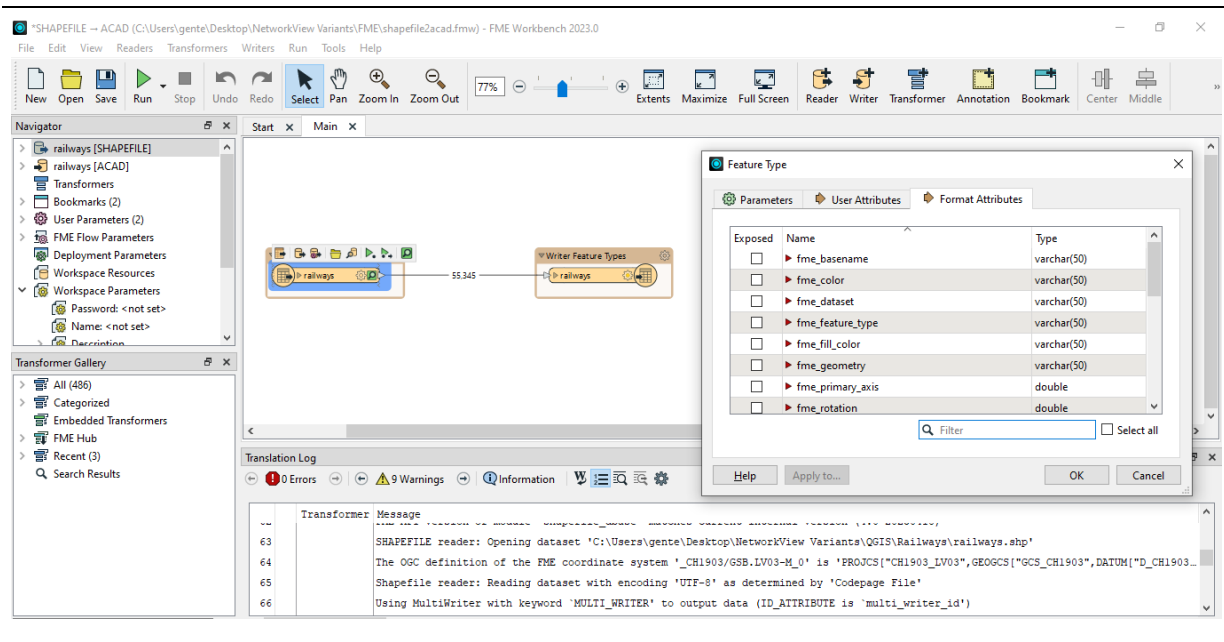 *SHAPEFILE → ACAD (C:\Users\gente\Desktop\NetworkView Variants\FME\shapefile2acad.fmw) - FME Workbench 2023.0
File Edit View Readers Transformers Writers Run Tools Help
New Open Save Run Stop Undo Redo Select Pan Zoom In Zoom Out 77% Extents Maximize Full Screen Reader Writer Transformer Annotation Bookmark Center Middle
Navigator
railways [SHAPEFILE]
railways [ACAD]
Transformers
Bookmarks (2)
User Parameters (2)
FME Flow Parameters
Deployment Parameters
Workspace Resources
Workspace Parameters
Password: <not set>
Name: <not set>
Description
Transformer Gallery
All (486)
Categorized
Embedded Transformers
FME Hub
Recent (3)
Search Results
Start Main
railways
55.345
Writer Feature Types
railways
Feature Type
Parameters User Attributes Format Attributes
Exposed Name Type
fme_basename varchar(50)
fme_color varchar(50)
fme_dataset varchar(50)
fme_feature_type varchar(50)
fme_fill_color varchar(50)
fme_geometry varchar(50)
fme_primary_axis double
fme_rotation double
Filter Select all
Help Apply to... OK Cancel
Translation Log
0 Errors 9 Warnings Information
Transformer Message
63 SHAPEFILE reader: Opening dataset 'C:\Users\gente\Desktop\NetworkView Variants\QGIS\Railways\railways.shp'
64 The OGC definition of the FME coordinate system '_CH1903/GSB.LV03-M_0' is 'PROJCS["CH1903_LV03",GEOGCS["GCS_CH1903",DATUM["D_CH1903...
65 Shapefile reader: Reading dataset with encoding 'UTF-8' as determined by 'Codepage File'
66 Using MultiWriter with keyword `MULTI_WRITER' to output data (ID_ATTRIBUTE is `multi_writer_id')